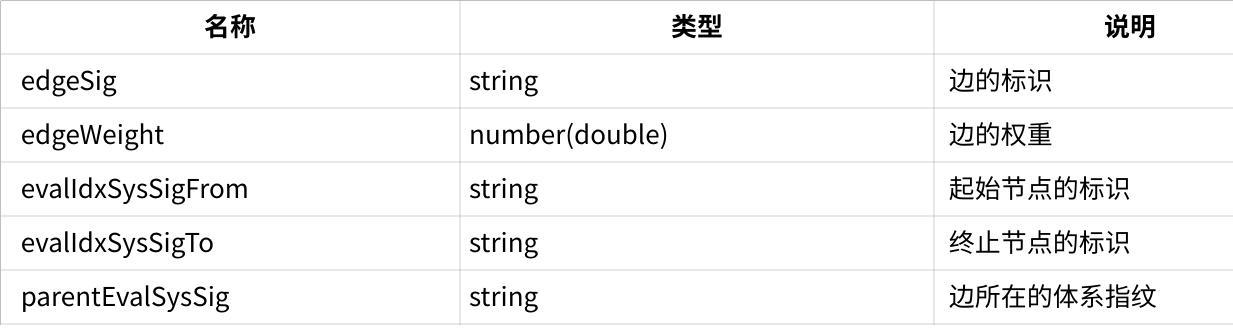 名称 类型 说明
edgeSig string 边的标识
edgeWeight number(double) 边的权重
evalIdxSysSigFrom string 起始节点的标识
evalIdxSysSigTo string 终止节点的标识
parentEvalSysSig string 边所在的体系指纹